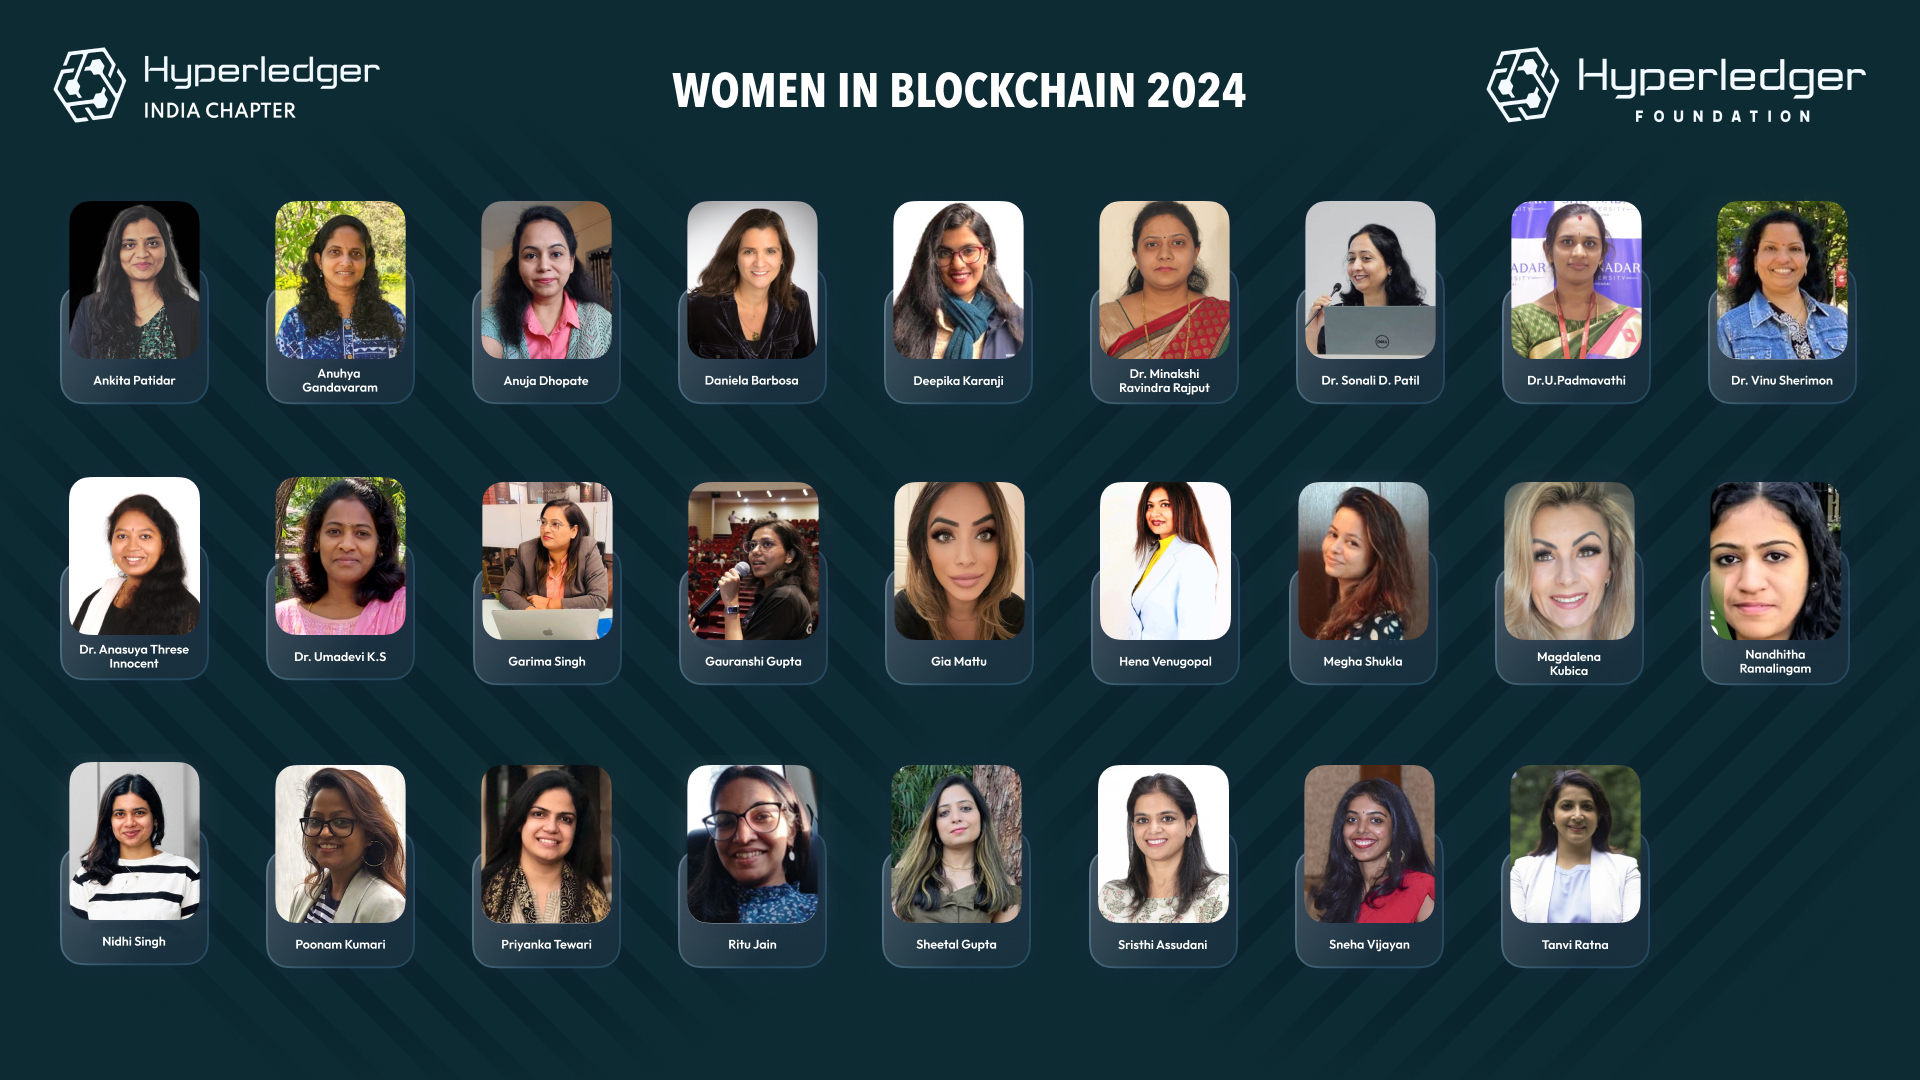 Hyperledger
INDIA CHAPTER
WOMEN IN BLOCKCHAIN 2024
Hyperledger
FOUNDATION
Ankita Patidar
Anuhya
Gandavaram
Anuja Dhopate
Daniela Barbosa
Deepika Karanji
Dr. Minakshi
Ravindra Rajput
DELL
Dr. Sonali D. Patil
ADAR
NADAR
Dr.U.Padmavathi
Dr. Vinu Sherimon
Dr. Anasuya Threse
Innocent
Dr. Umadevi K.S
Garima Singh
Gauranshi Gupta
Gia Mattu
Hena Venugopal
Megha Shukla
Magdalena
Kubica
Nandhitha
Ramalingam
Nidhi Singh
Poonam Kumari
Priyanka Tewari
Ritu Jain
Sheetal Gupta
Sristhi Assudani
Sneha Vijayan
Tanvi Ratna